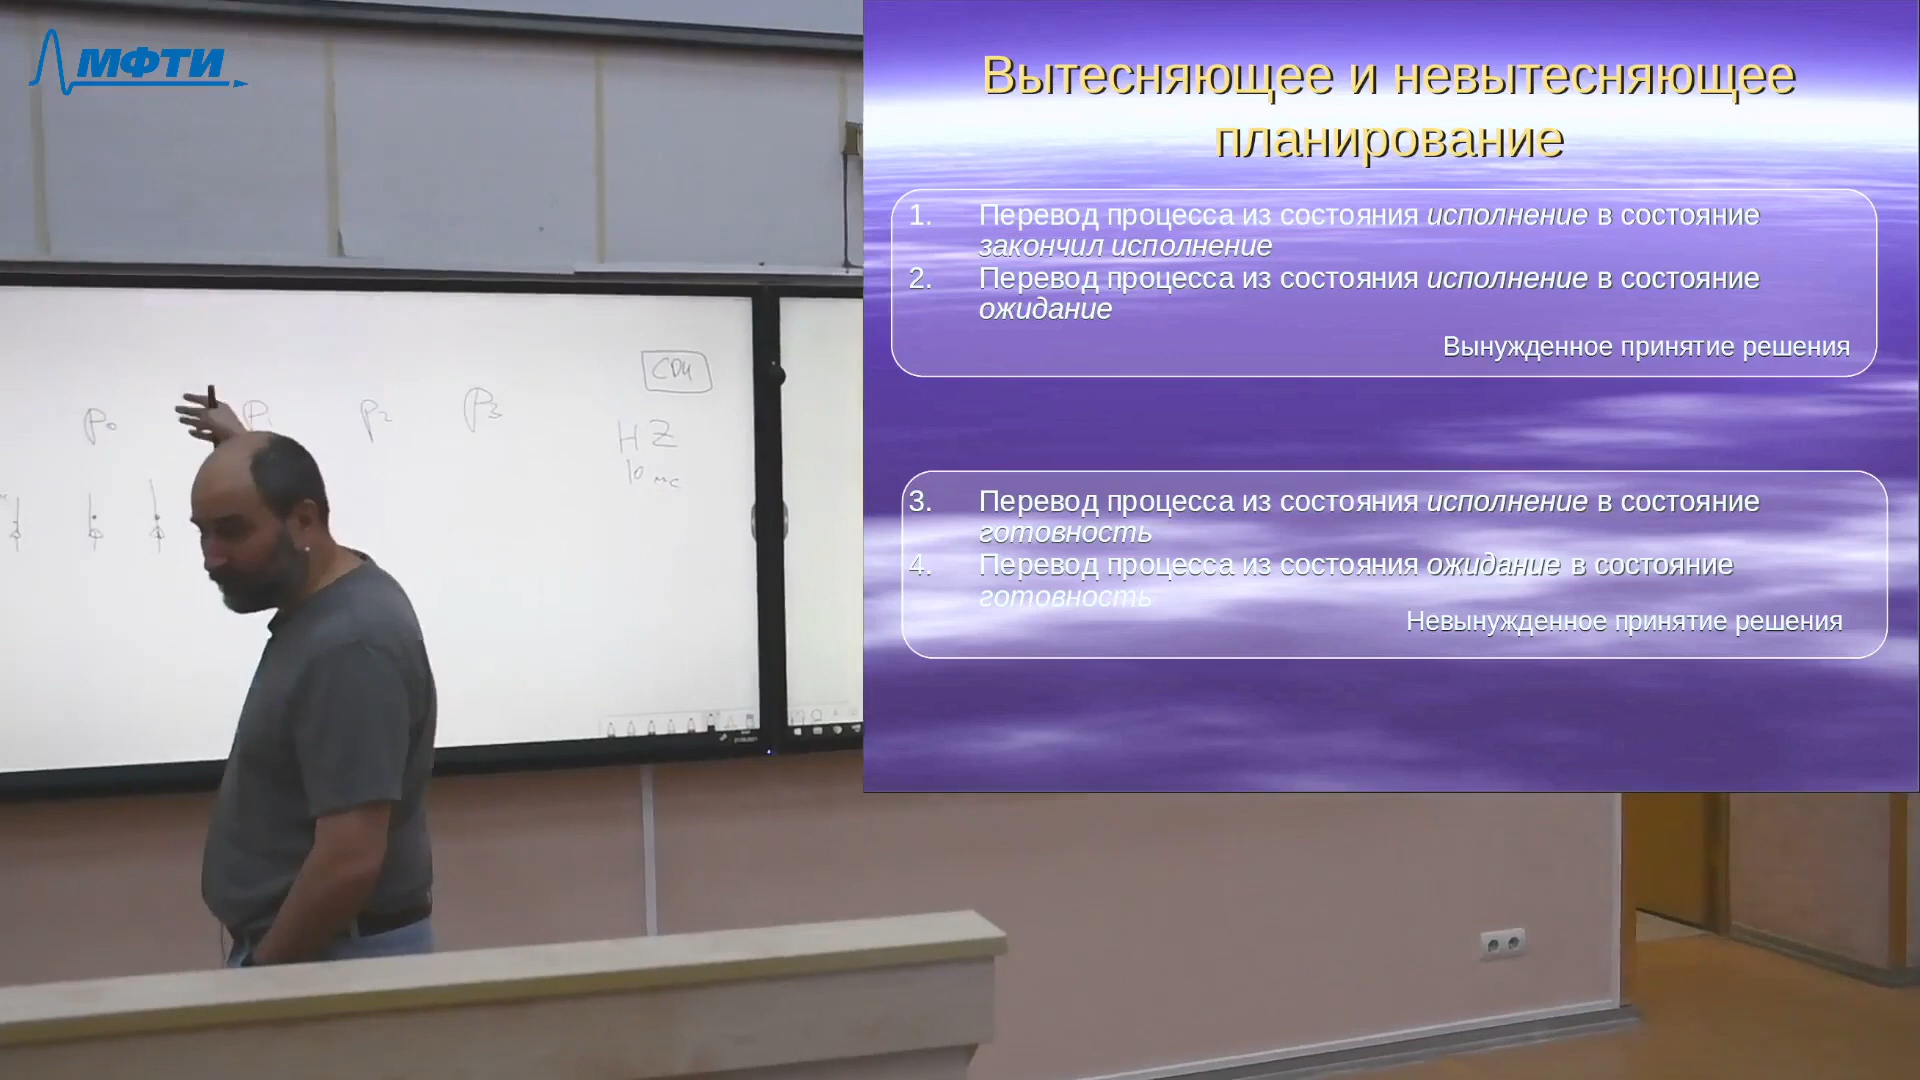 МФТИ
Вытесняющее и невытесняющее
планирование
1. Перевод процесса из состояния исполнение в состояние
закончил исполнение
2. Перевод процесса из состояния исполнение в состояние
ожидание
Вынужденное принятие решения
3. Перевод процесса из состояния исполнение в состояние
готовность
4. Перевод процесса из состояния ожидание в состояние
готовность
Невынужденное принятие решения
CPU
P0 P1 P2 P3
HZ
10 мс